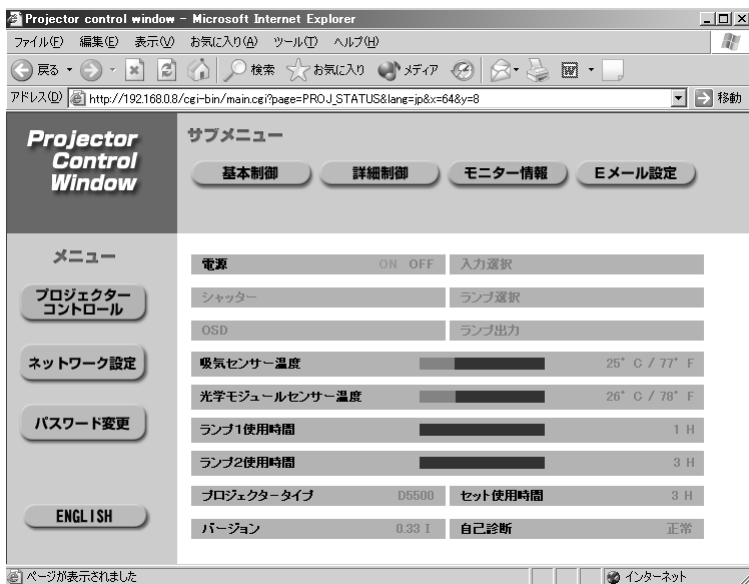 Projector control window - Microsoft Internet Explorer
ファイル(F) 編集(E) 表示(V) お気に入り(A) ツール(T) ヘルプ(H)
戻る 検索 お気に入り メディア
アドレス(D) http://192.168.0.8/cgi-bin/main.cgi?page=PROJ_STATUS&lang=jp&x=64&y=8 移動
Projector
Control
Window
サブメニュー
基本制御 詳細制御 モニター情報 Eメール設定
メニュー
プロジェクター
コントロール
ネットワーク設定
パスワード変更
ENGLISH
電源 ON OFF 入力選択
シャッター ランプ選択
OSD ランプ出力
吸気センサー温度 25° C / 77° F
光学モジュールセンサー温度 26° C / 78° F
ランプ1使用時間 1 H
ランプ2使用時間 3 H
プロジェクタータイプ D5500 セット使用時間 3 H
バージョン 0.33 I 自己診断 正常
ページが表示されました インターネット